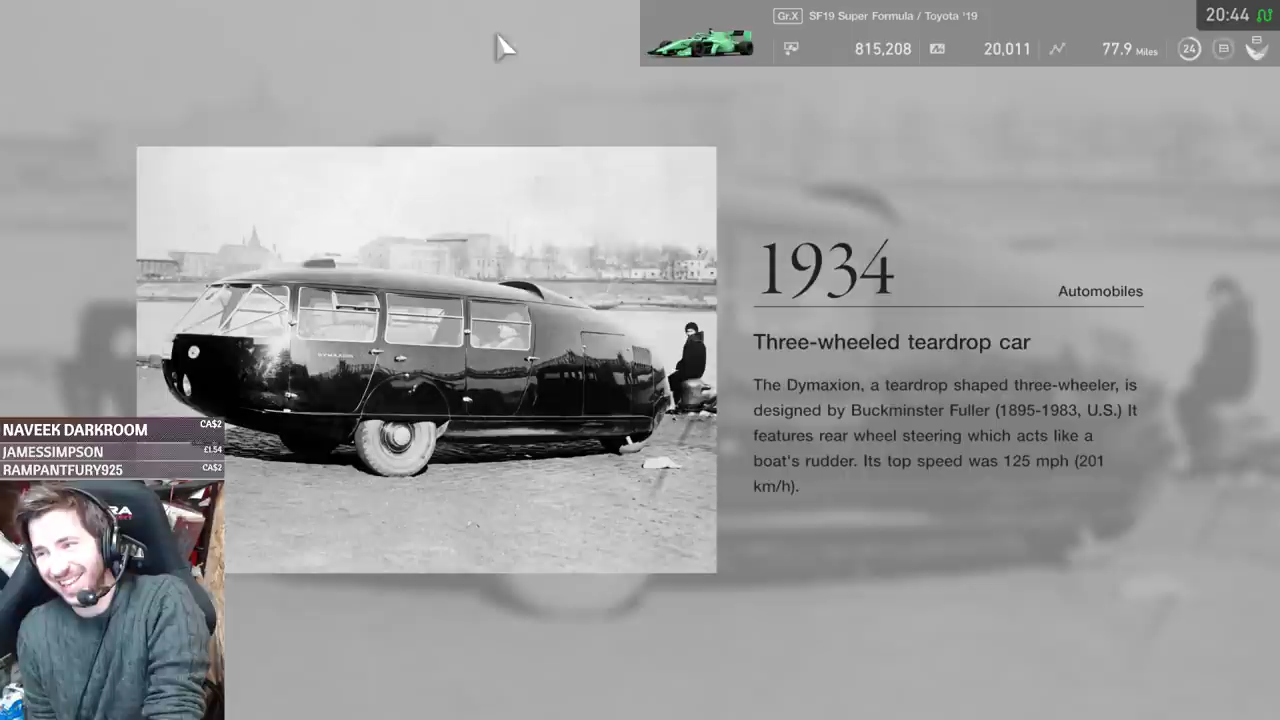 20:44
Gr.X SF19 Super Formula / Toyota '19
815,208 20,011 77.9 Miles 24 B
1934
Automobiles
Three-wheeled teardrop car
The Dymaxion, a teardrop shaped three-wheeler, is
designed by Buckminster Fuller (1895-1983, U.S.) It
features rear wheel steering which acts like a
boat's rudder. Its top speed was 125 mph (201
km/h).
DYMAXION
NAVEEK DARKROOM CA$2
JAMESSIMPSON £1.54
RAMPANTFURY925 CA$2